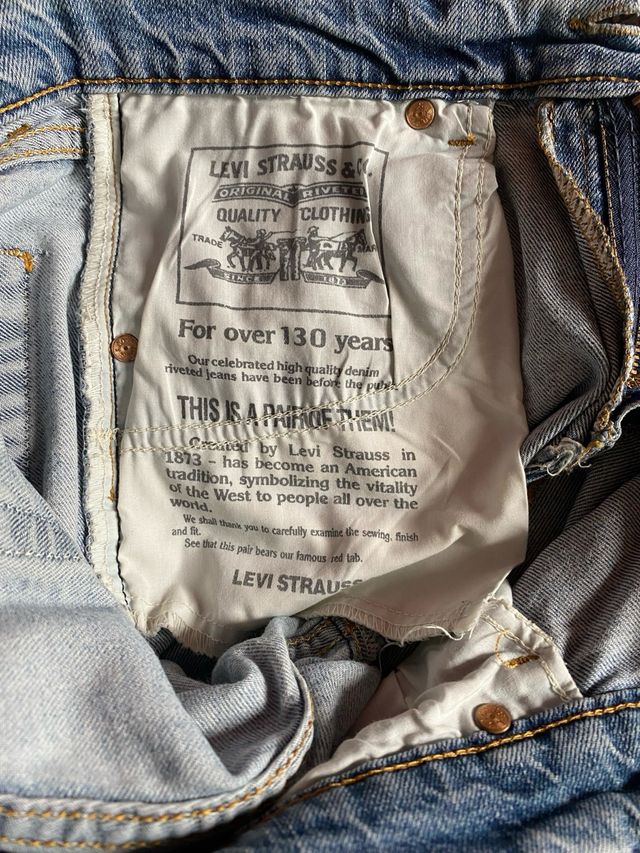 LEVI STRAUSS & CO.
ORIGINAL RIVETED
QUALITY CLOTHING
TRADE MAR
SINCE
For over 130 years
Our celebrated high quality denim
riveted jeans have been before the publ
THIS IS A PAIR OF THEM!
Created by Levi Strauss in
1873 - has become an American
tradition, symbolizing the vitality
of the West to people all over the
world.
We shall thank you to carefully examine the sewing, finish
and fit.
See that this pair bears our famous red tab.
LEVI STRAUSS